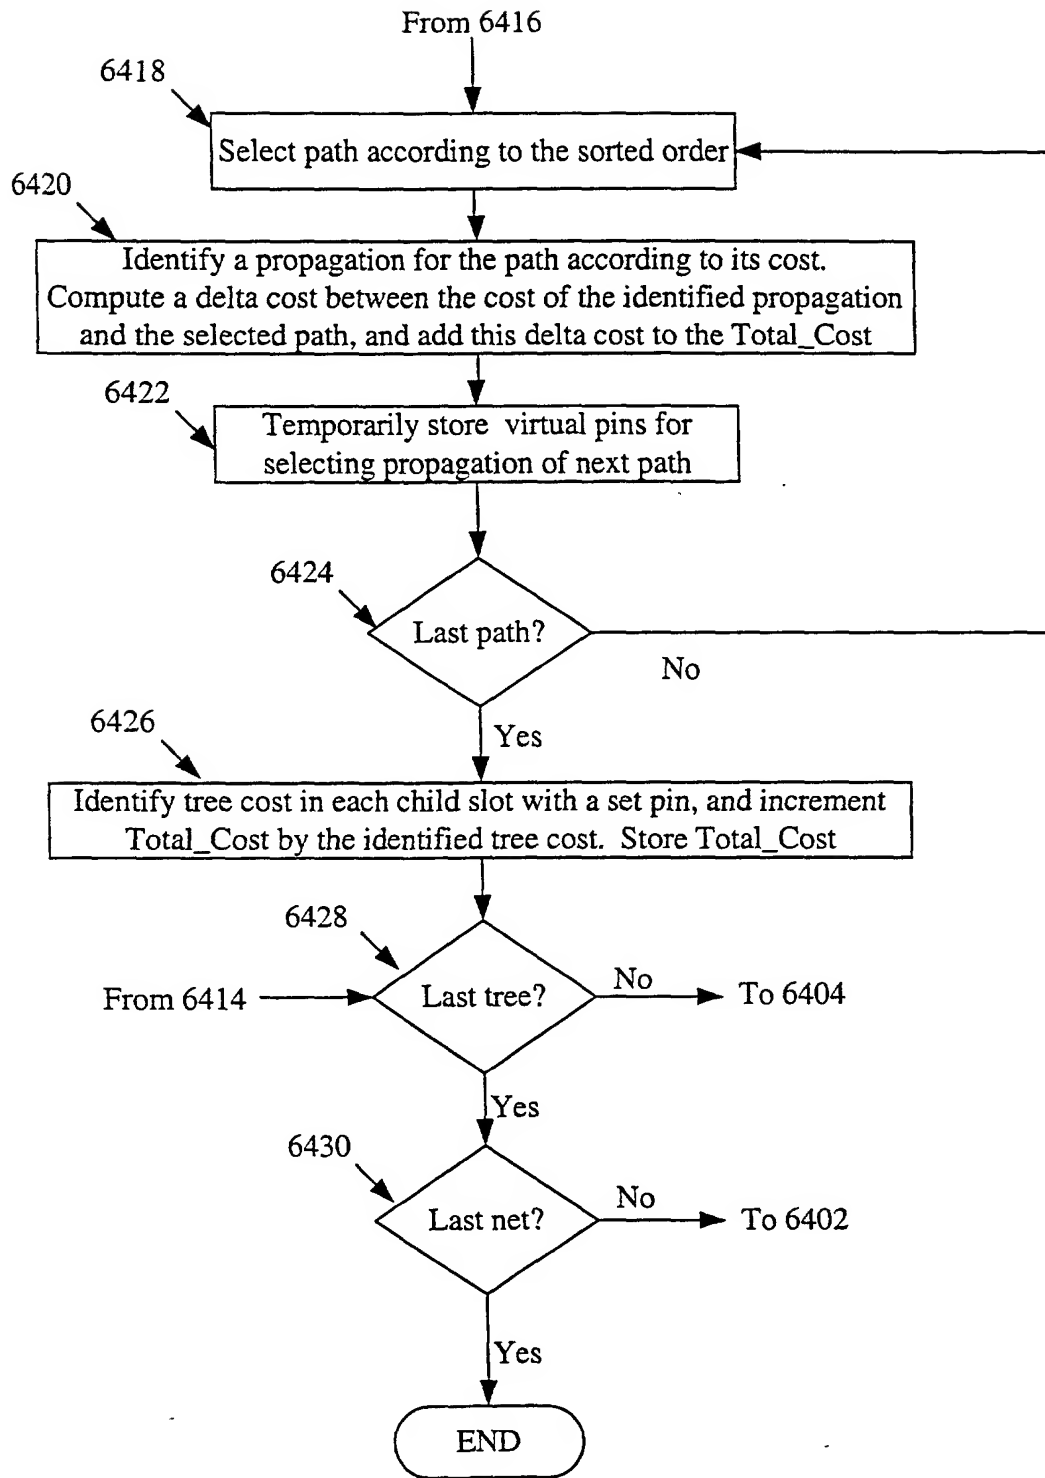 From 6416
6418
Select path according to the sorted order
6420
Identify a propagation for the path according to its cost.
Compute a delta cost between the cost of the identified propagation
and the selected path, and add this delta cost to the Total_Cost
6422
Temporarily store virtual pins for
selecting propagation of next path
6424
Last path?
No
Yes
6426
Identify tree cost in each child slot with a set pin, and increment
Total_Cost by the identified tree cost. Store Total_Cost
6428
From 6414
Last tree?
No
To 6404
Yes
6430
Last net?
No
To 6402
Yes
END